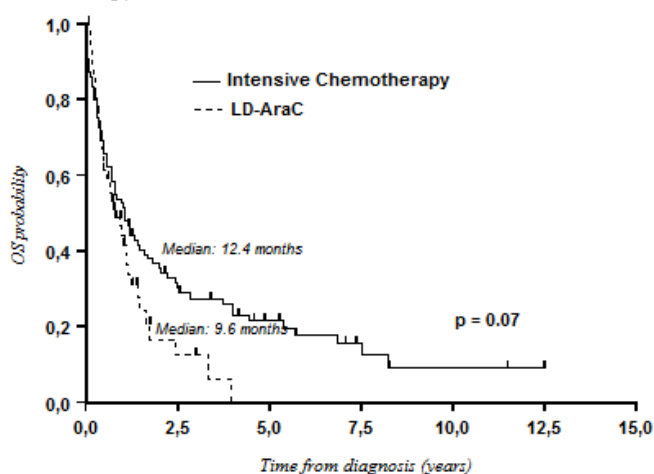 1,0
0,8
0,6
0,4
0,2
0,0
OS probability
Intensive Chemotherapy
LD-AraC
Median: 12.4 months
Median: 9.6 months
p = 0.07
0,0 2,5 5,0 7,5 10,0 12,5 15,0
Time from diagnosis (years)